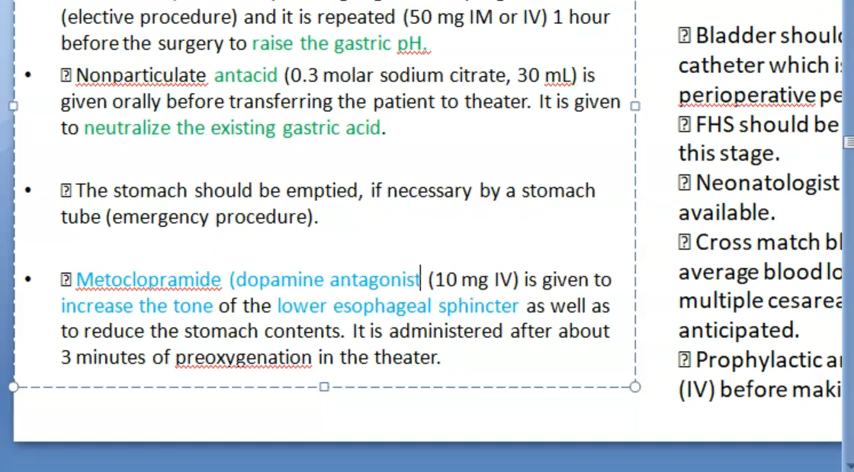 (elective procedure) and it is repeated (50 mg IM or IV) 1 hour
before the surgery to raise the gastric pH.
• Nonparticulate antacid (0.3 molar sodium citrate, 30 mL) is
given orally before transferring the patient to theater. It is given
to neutralize the existing gastric acid.
• The stomach should be emptied, if necessary by a stomach
tube (emergency procedure).
• Metoclopramide (dopamine antagonist (10 mg IV) is given to
increase the tone of the lower esophageal sphincter as well as
to reduce the stomach contents. It is administered after about
3 minutes of preoxygenation in the theater.
Bladder shoul
catheter which i
perioperative pe
FHS should be
this stage.
Neonatologist
available.
Cross match bl
average blood lo
multiple cesarea
anticipated.
Prophylactic a
(IV) before maki